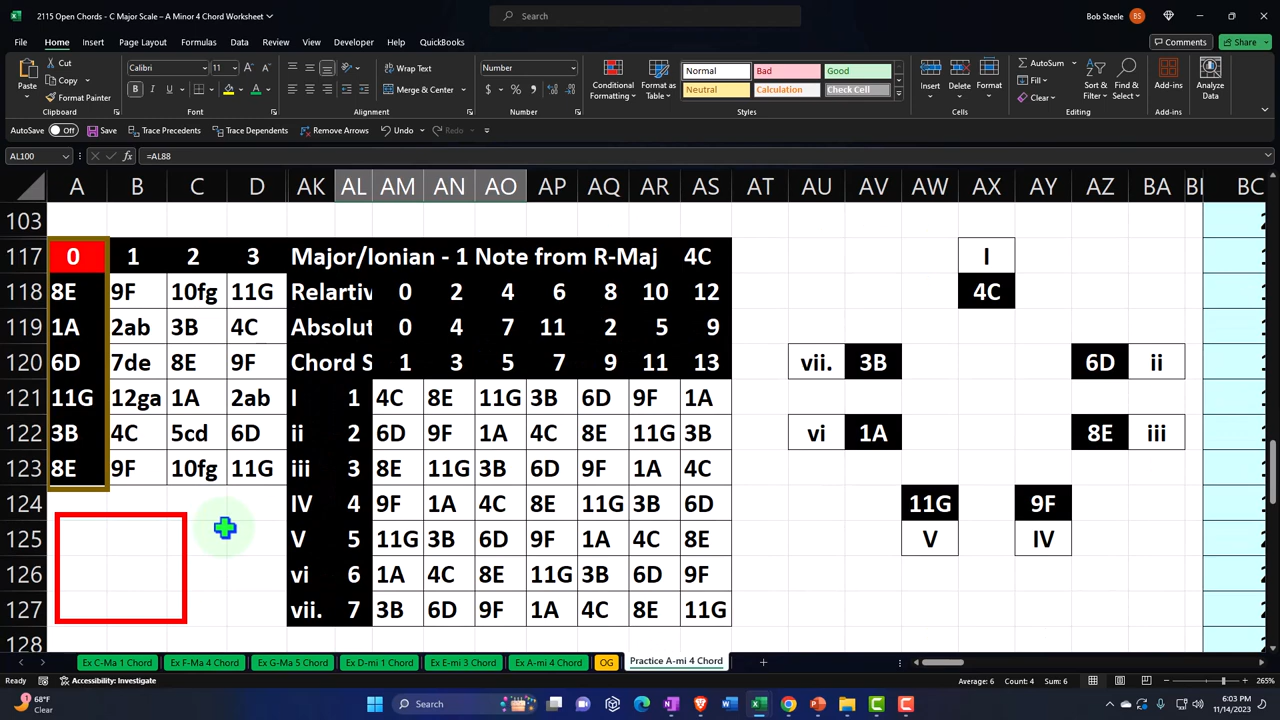 2115 Open Chords - C Major Scale – A Minor 4 Chord Worksheet
Search
Bob Steele
BS
File Home Insert Draw Page Layout Formulas Data Review View Developer Help QuickBooks
Comments
Share
Paste
Cut
Copy
Format Painter
Clipboard
Calibri 11
B I U
Font
Wrap Text
Merge & Center
Alignment
Number
$ % 9
Number
Conditional Formatting
Format as Table
Normal Bad Good
Neutral Calculation Check Cell
Styles
Insert Delete Format
Cells
AutoSum
Fill
Clear
Sort & Filter
Find & Select
Editing
Add-ins
Add-ins
Analyze Data
AutoSave Off Save Trace Precedents Trace Dependents Remove Arrows Undo Redo
AL100 fx =AL88
A B C D AK AL AM AN AO AP AQ AR AS AT AU AV AW AX AY AZ BA BI BC
103
117 0 1 2 3 Major/Ionian - 1 Note from R-Maj 4C I
118 8E 9F 10fg 11G Relartiv 0 2 4 6 8 10 12 4C
119 1A 2ab 3B 4C Absolut 0 4 7 11 2 5 9
120 6D 7de 8E 9F Chord S 1 3 5 7 9 11 13 vii. 3B 6D ii
121 11G 12ga 1A 2ab I 1 4C 8E 11G 3B 6D 9F 1A
122 3B 4C 5cd 6D ii 2 6D 9F 1A 4C 8E 11G 3B vi 1A 8E iii
123 8E 9F 10fg 11G iii 3 8E 11G 3B 6D 9F 1A 4C
124 IV 4 9F 1A 4C 8E 11G 3B 6D 11G 9F
125 V 5 11G 3B 6D 9F 1A 4C 8E V IV
126 vi 6 1A 4C 8E 11G 3B 6D 9F
127 vii. 7 3B 6D 9F 1A 4C 8E 11G
128
Ex C-Ma 1 Chord Ex F-Ma 4 Chord Ex G-Ma 5 Chord Ex D-mi 1 Chord Ex E-mi 3 Chord Ex A-mi 4 Chord OG Practice A-mi 4 Chord
Ready Accessibility: Investigate Average: 6 Count: 4 Sum: 6 265%
68°F
Clear
Search
6:03 PM
11/14/2023